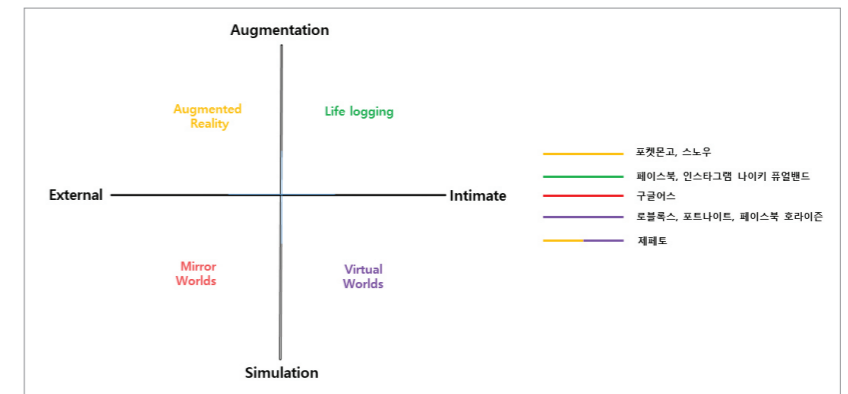 Augmentation
Augmented
Reality
Life logging
External
Intimate
Mirror
Worlds
Virtual
Worlds
Simulation
포켓몬고, 스노우
페이스북, 인스타그램 나이키 퓨얼밴드
구글어스
로블록스, 포트나이트, 페이스북 호라이즌
제페토